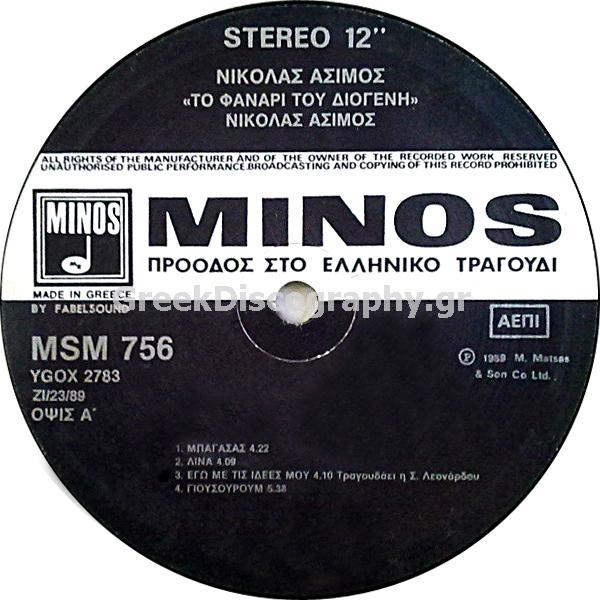 STEREO 12''
ΝΙΚΟΛΑΣ ΑΣΙΜΟΣ
«ΤΟ ΦΑΝΑΡΙ ΤΟΥ ΔΙΟΓΕΝΗ»
ΝΙΚΟΛΑΣ ΑΣΙΜΟΣ
ALL RIGHTS OF THE MANUFACTURER AND OF THE OWNER OF THE RECORDED WORK RESERVED
UNAUTHORISED PUBLIC PERFORMANCE.BROADCASTING AND COPYING OF THIS RECORD PROHIBITED
MINOS
MINOS
ΠΡΟΟΔΟΣ ΣΤΟ ΕΛΛΗΝΙΚΟ ΤΡΑΓΟΥΔΙ
MADE IN GREECE
BY FABELSOUND
GreekDiscography.gr
MSM 756
YGOX 2783
ZI/23/89
ΟΨΙΣ Α'
ΑΕΠΙ
Ⓟ 1989 M. Matsas
& Son Co Ltd.
1. ΜΠΑΓΑΣΑΣ 4.22
2. ΛΙΝΑ 4.09
3. ΕΓΩ ΜΕ ΤΙΣ ΙΔΕΕΣ ΜΟΥ 4.10 Τραγουδάει η Σ. Λεονάρδου
4. ΓΙΟΥΣΟΥΡΟΥΜ 5.38